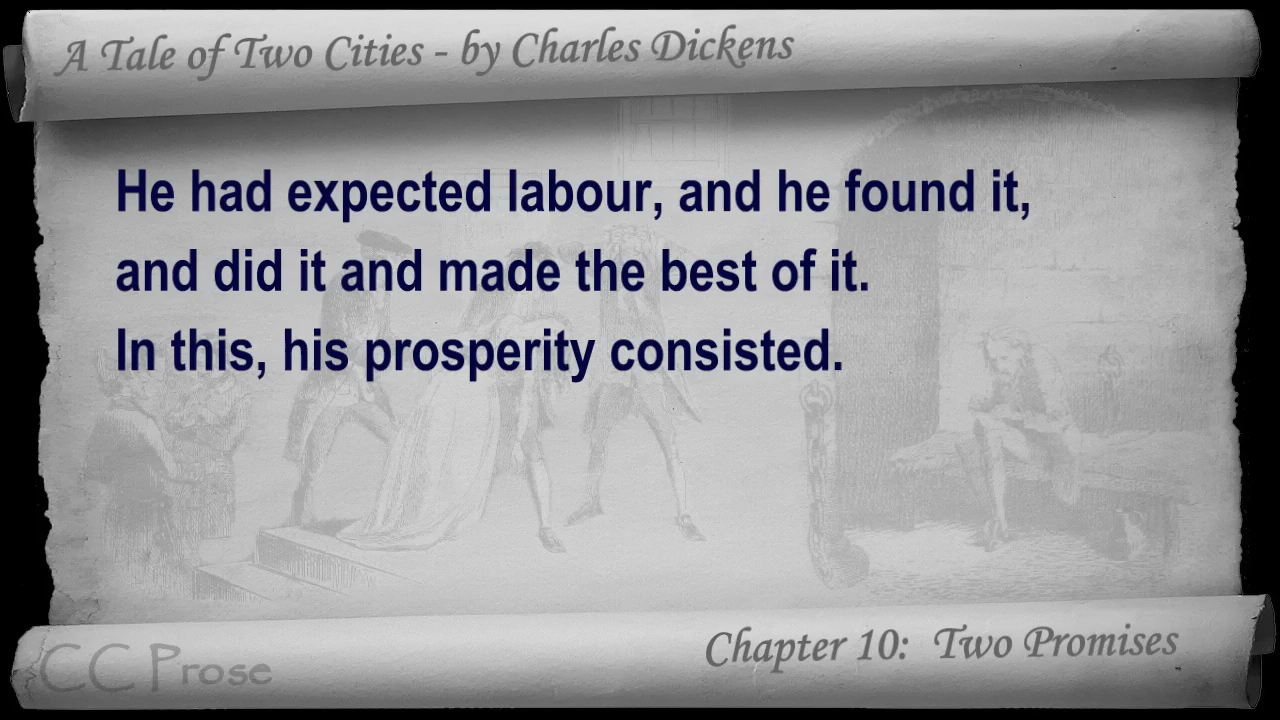 A Tale of Two Cities - by Charles Dickens
He had expected labour, and he found it,
and did it and made the best of it.
In this, his prosperity consisted.
Chapter 10: Two Promises
CC Prose